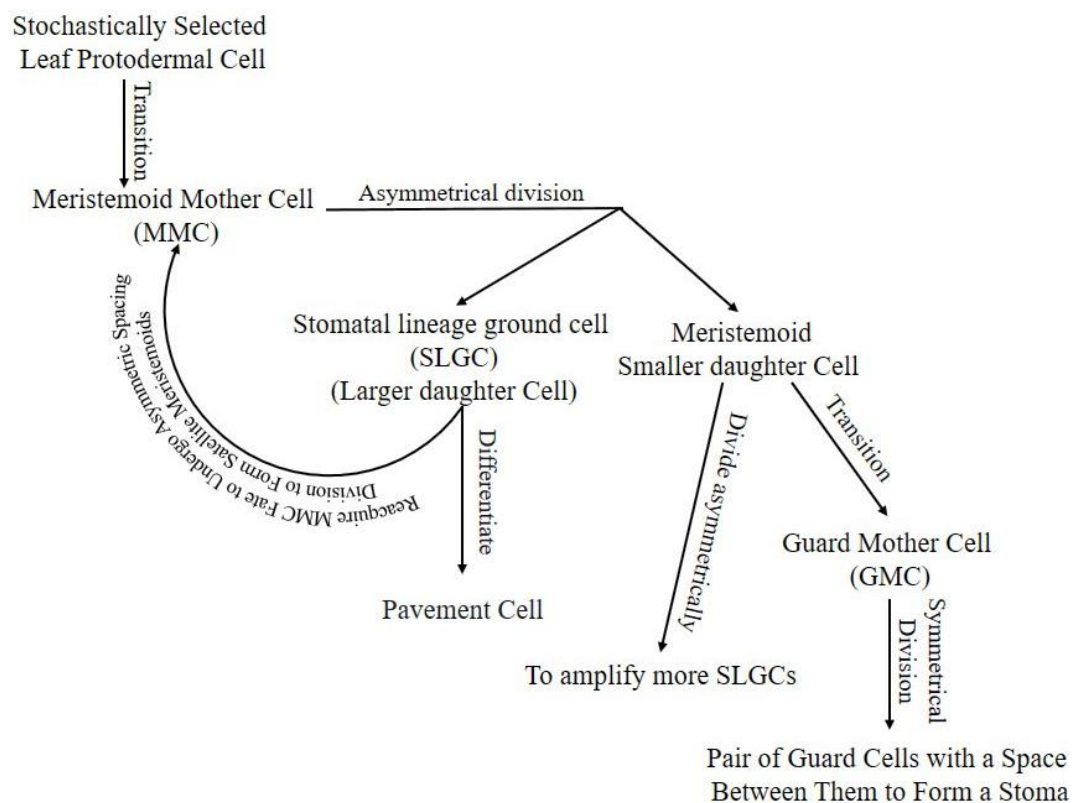 Stochastically Selected
Leaf Protodermal Cell
Transition
Meristemoid Mother Cell
(MMC)
Asymmetrical division
Reacquire MMC Fate to Undergo Asymmetric Spacing
Division to Form Satellite Meristemoids
Stomatal lineage ground cell
(SLGC)
(Larger daughter Cell)
Meristemoid
Smaller daughter Cell
Differentiate
Divide asymmetrically
Transition
Pavement Cell
Guard Mother Cell
(GMC)
To amplify more SLGCs
Symmetrical
Division
Pair of Guard Cells with a Space
Between Them to Form a Stoma